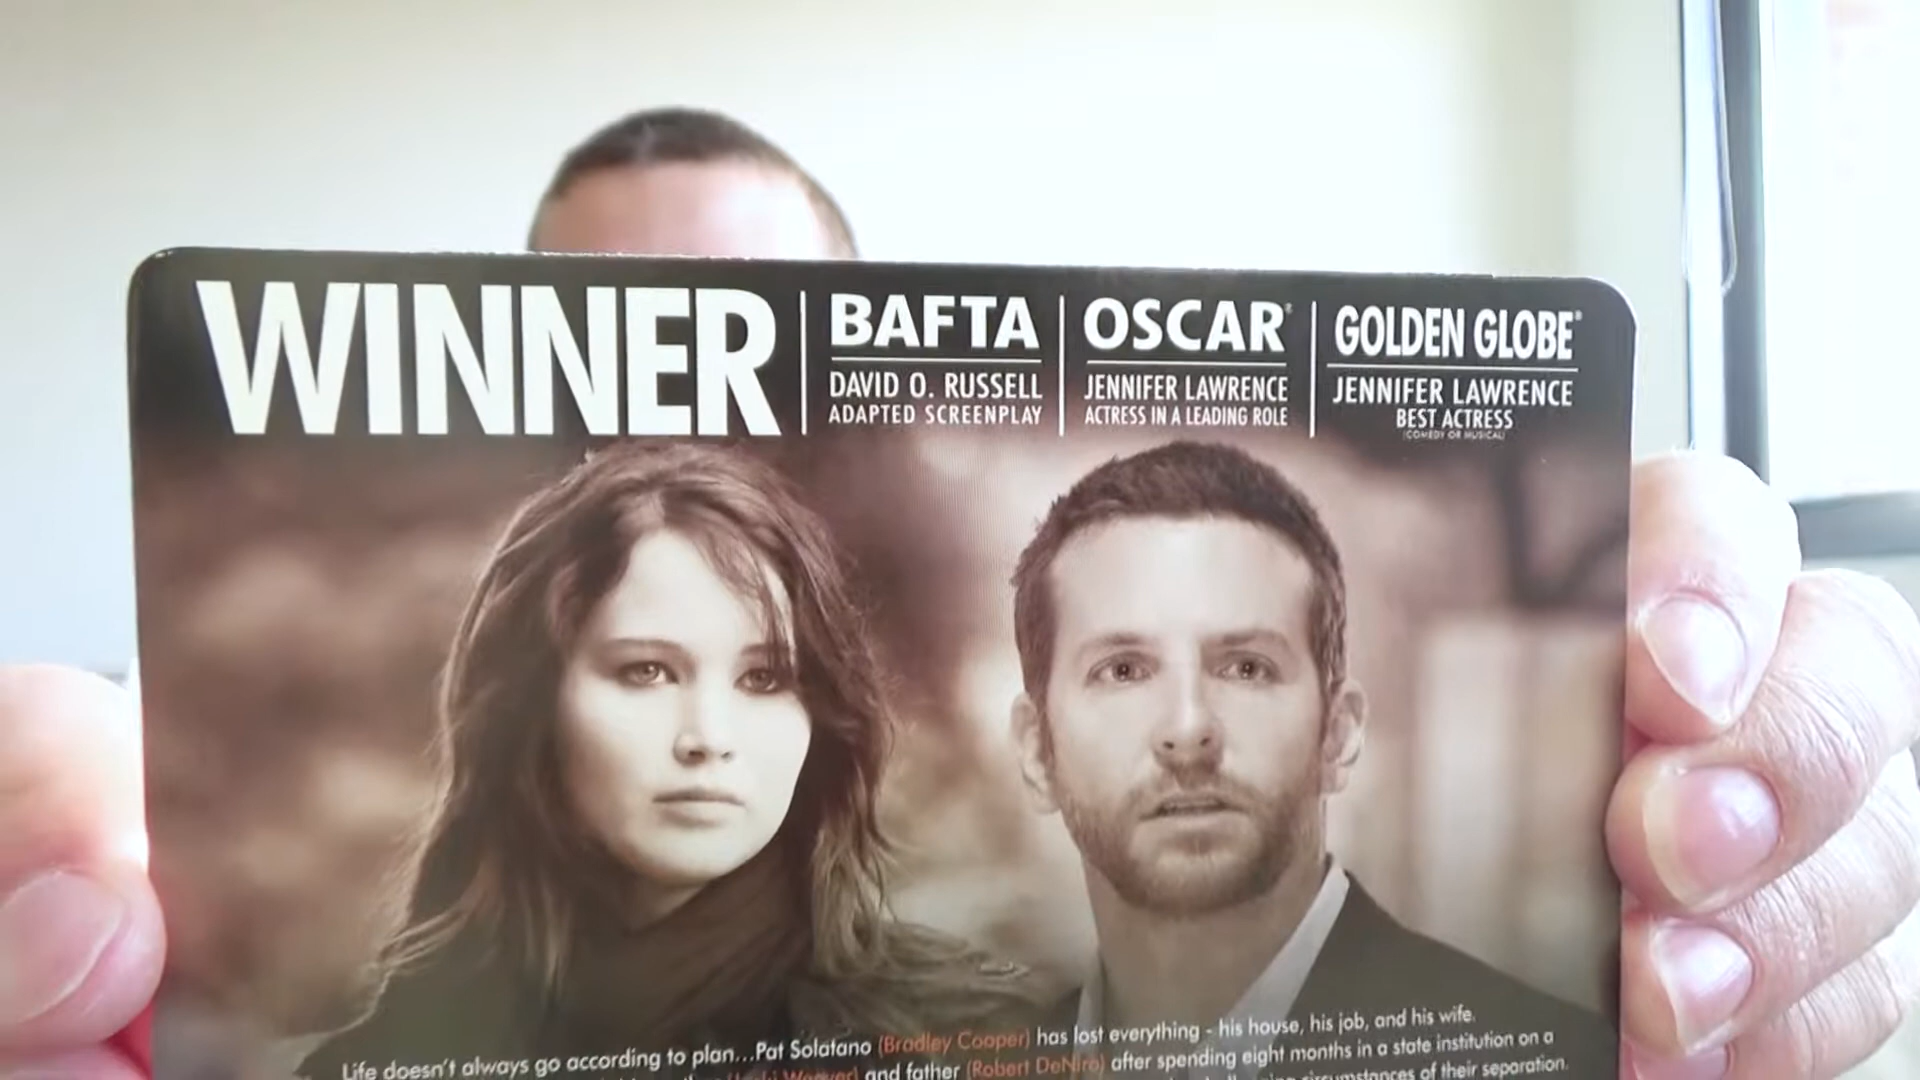 WINNER
BAFTA
DAVID O. RUSSELL
ADAPTED SCREENPLAY
OSCAR®
JENNIFER LAWRENCE
ACTRESS IN A LEADING ROLE
GOLDEN GLOBE®
JENNIFER LAWRENCE
BEST ACTRESS
(COMEDY OR MUSICAL)
Life doesn't always go according to plan...Pat Solatano (Bradley Cooper) has lost everything - his house, his job, and his wife.
and father (Robert DeNiro) after spending eight months in a state institution on a
circumstances of their separation.